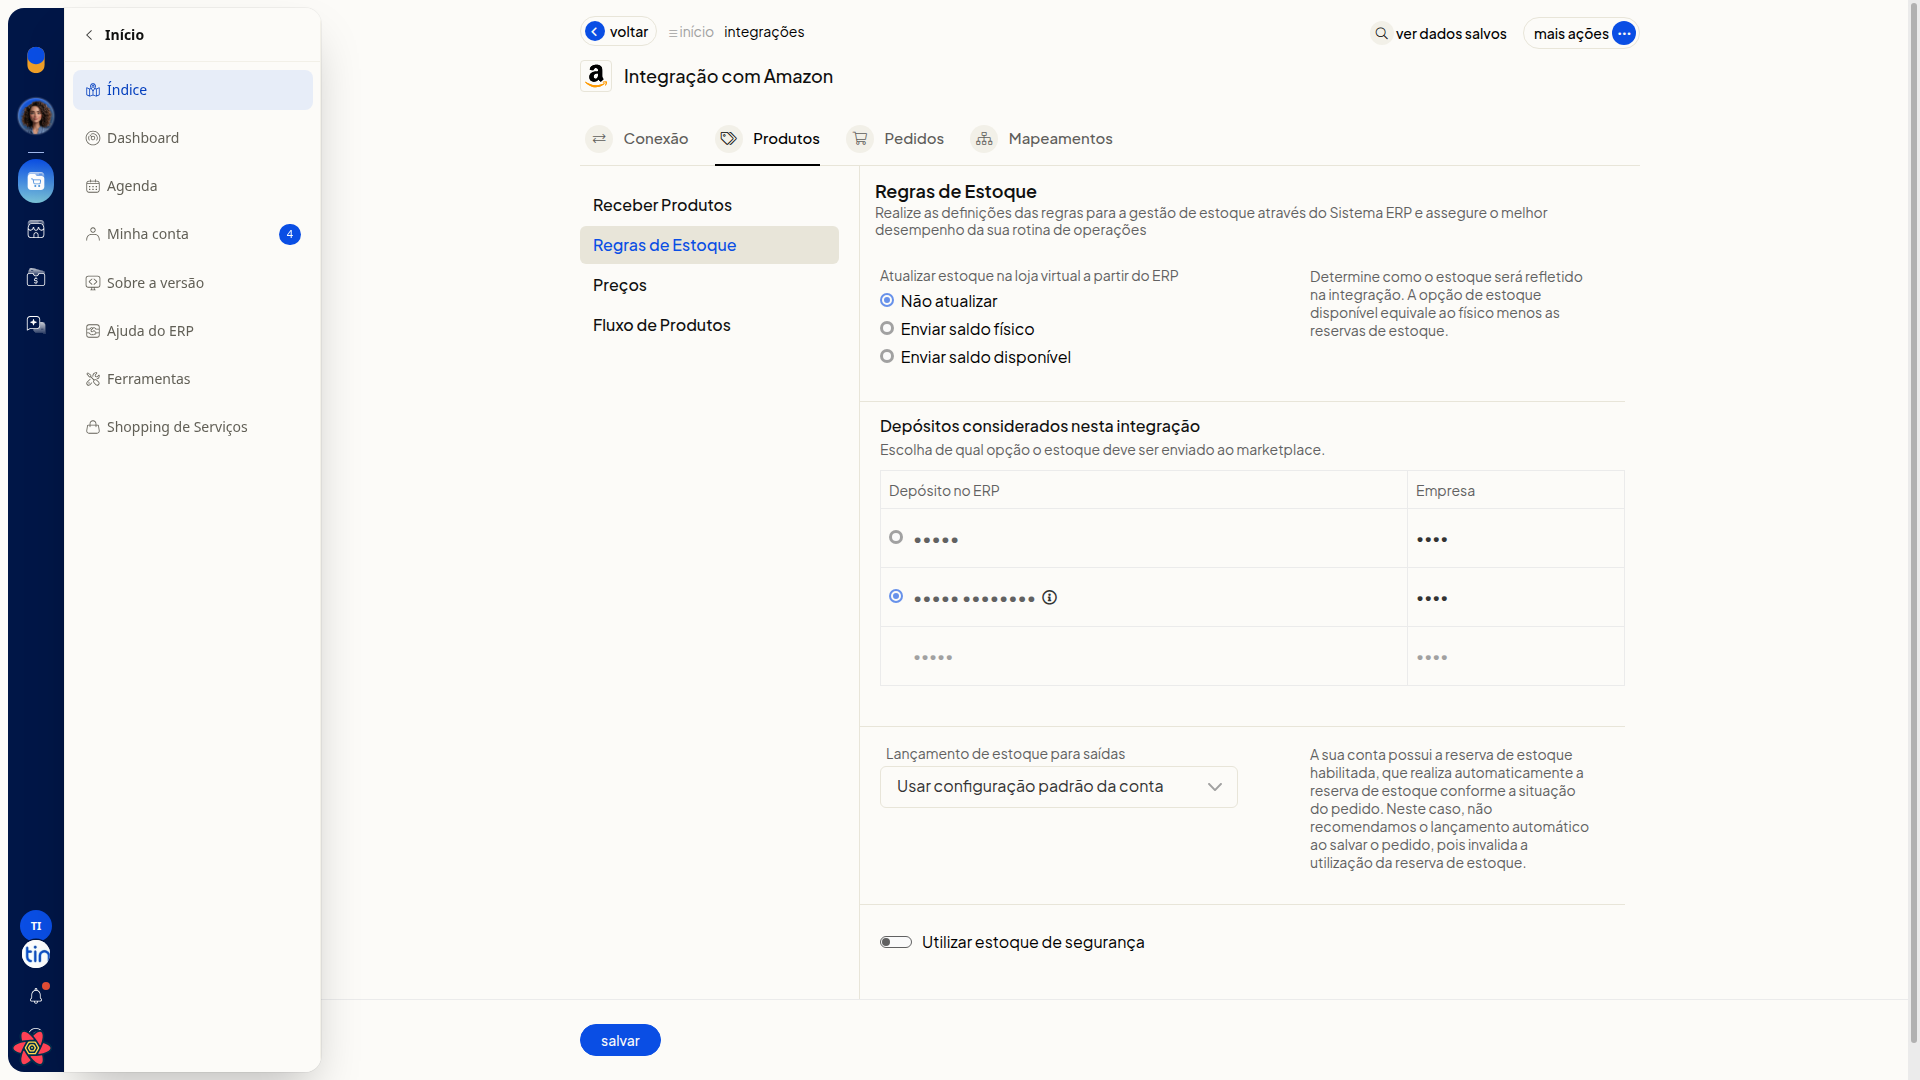 Início
Índice
Dashboard
Agenda
Minha conta
4
Sobre a versão
Ajuda do ERP
Ferramentas
Shopping de Serviços
TI
tin
voltar
início
integrações
ver dados salvos
mais ações
Integração com Amazon
Conexão
Produtos
Pedidos
Mapeamentos
Receber Produtos
Regras de Estoque
Preços
Fluxo de Produtos
Regras de Estoque
Realize as definições das regras para a gestão de estoque através do Sistema ERP e assegure o melhor
desempenho da sua rotina de operações
Atualizar estoque na loja virtual a partir do ERP
Não atualizar
Enviar saldo físico
Enviar saldo disponível
Determine como o estoque será refletido
na integração. A opção de estoque
disponível equivale ao físico menos as
reservas de estoque.
Depósitos considerados nesta integração
Escolha de qual opção o estoque deve ser enviado ao marketplace.
Depósito no ERP
Empresa
••••• ••••
••••• •••••••• ••••
••••• ••••
Lançamento de estoque para saídas
Usar configuração padrão da conta
A sua conta possui a reserva de estoque
habilitada, que realiza automaticamente a
reserva de estoque conforme a situação
do pedido. Neste caso, não
recomendamos o lançamento automático
ao salvar o pedido, pois invalida a
utilização da reserva de estoque.
Utilizar estoque de segurança
salvar